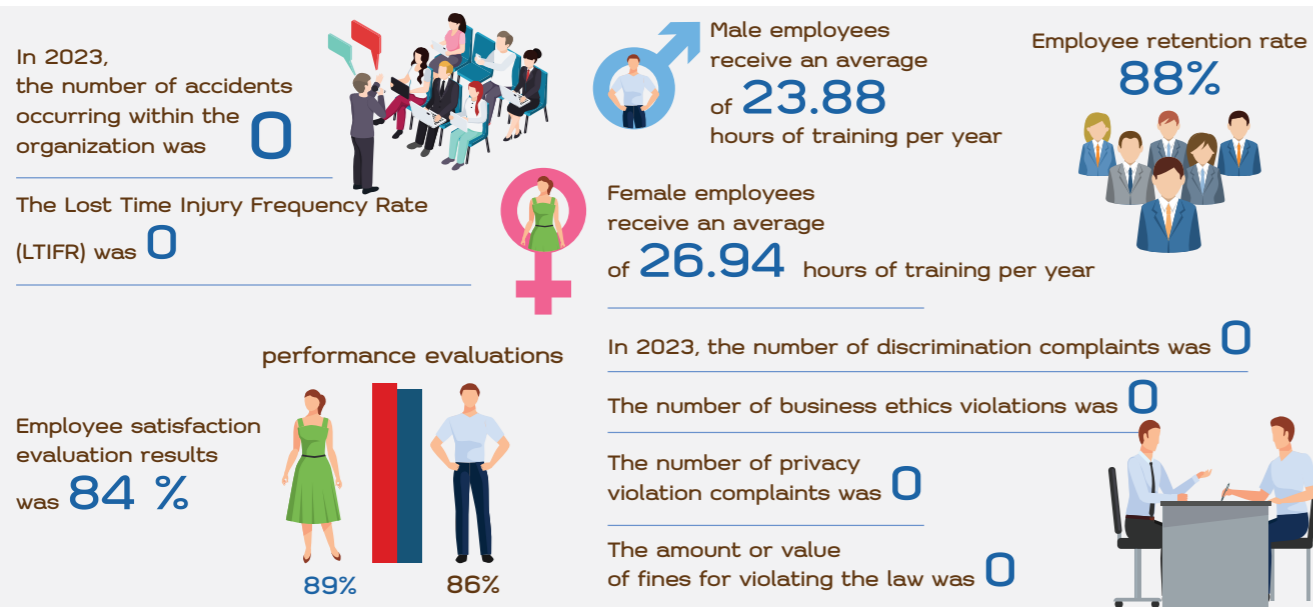 In 2023,
the number of accidents
occurring within the
organization was 0
The Lost Time Injury Frequency Rate
(LTIFR) was 0
Male employees
receive an average
of 23.88
hours of training per year
Female employees
receive an average
of 26.94 hours of training per year
Employee retention rate
88%
performance evaluations
89%
86%
Employee satisfaction
evaluation results
was 84 %
In 2023, the number of discrimination complaints was 0
The number of business ethics violations was 0
The number of privacy
violation complaints was 0
The amount or value
of fines for violating the law was 0